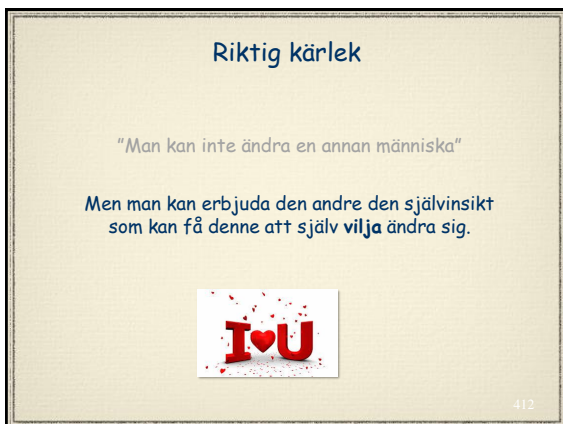 Riktig kärlek
"Man kan inte ändra en annan människa"
Men man kan erbjuda den andre den självinsikt
som kan få denne att själv vilja ändra sig.
I♥U
412